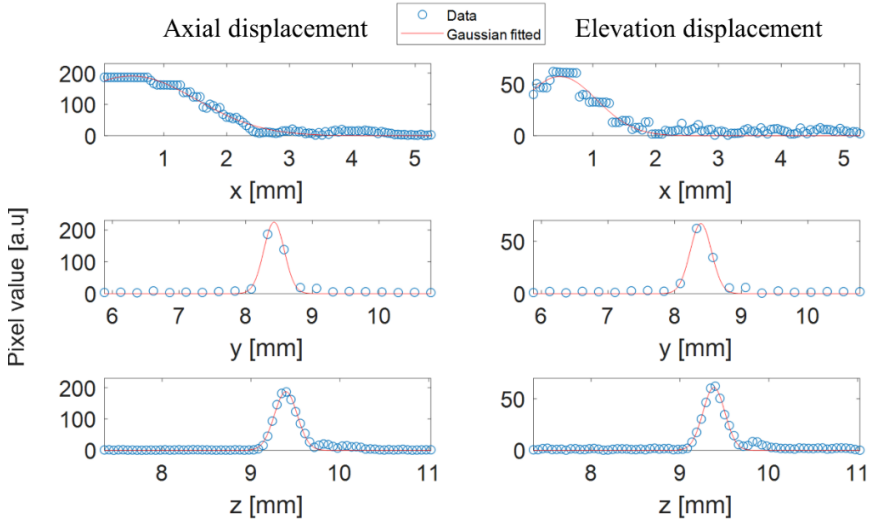 Axial displacement
Data
Gaussian fitted
Elevation displacement
200
100
0
1 2 3 4 5
x [mm]
50
0
1 2 3 4 5
x [mm]
Pixel value [a.u]
200
100
0
6 7 8 9 10
y [mm]
50
0
6 7 8 9 10
y [mm]
200
100
0
8 9 10 11
z [mm]
50
0
8 9 10 11
z [mm]